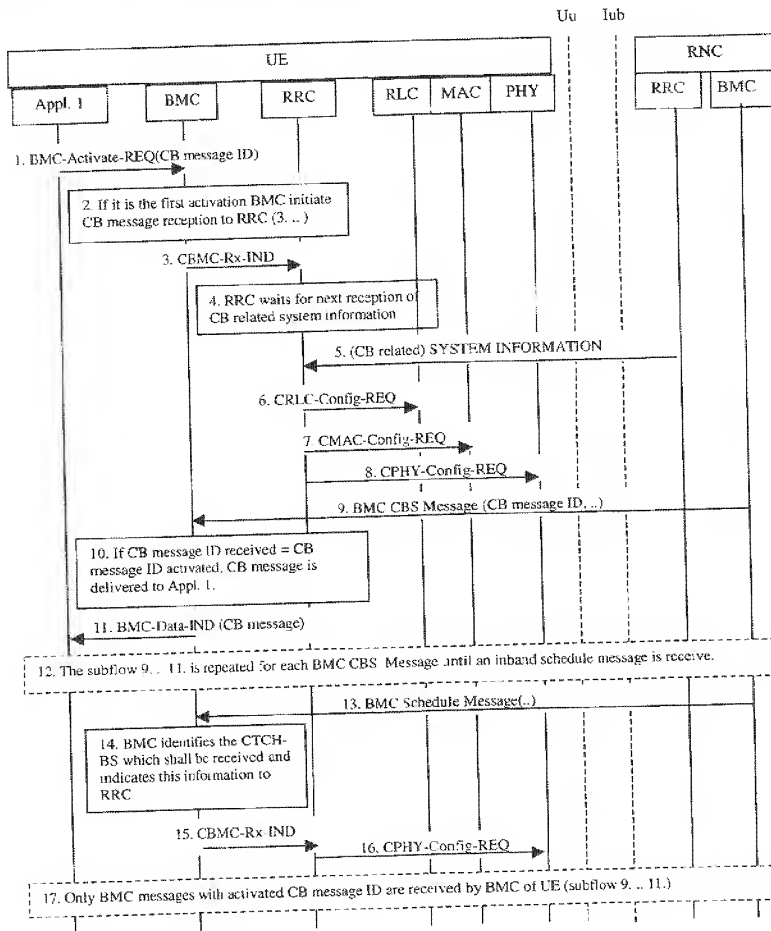 Uu Iub
UE
RNC
Appl. 1 BMC RRC RLC MAC PHY RRC BMC
1. BMC-Activate-REQ(CB message ID)
2. If it is the first activation BMC initiate
CB message reception to RRC (3. .. )
3. CBMC-Rx-IND
4. RRC waits for next reception of
CB related system information
5. (CB related) SYSTEM INFORMATION
6. CRLC-Config-REQ
7. CMAC-Config-REQ
8. CPHY-Config-REQ
9. BMC CBS Message (CB message ID, ..)
10. If CB message ID received = CB
message ID activated, CB message is
delivered to Appl. 1.
11. BMC-Data-IND (CB message)
12. The subflow 9. .. 11. is repeated for each BMC CBS Message until an inband schedule message is receive.
13. BMC Schedule Message(..)
14. BMC identifies the CTCH-
BS which shall be received and
indicates this information to
RRC
15. CBMC-Rx-IND
16. CPHY-Config-REQ
17. Only BMC messages with activated CB message ID are received by BMC of UE (subflow 9. .. 11.)